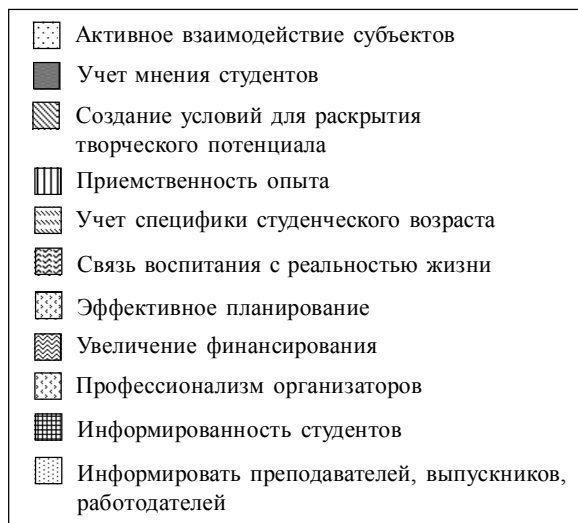 Активное взаимодействие субъектов
Учет мнения студентов
Создание условий для раскрытия
творческого потенциала
Приемственность опыта
Учет специфики студенческого возраста
Связь воспитания с реальностью жизни
Эффективное планирование
Увеличение финансирования
Профессионализм организаторов
Информированность студентов
Информировать преподавателей, выпускников,
работодателей